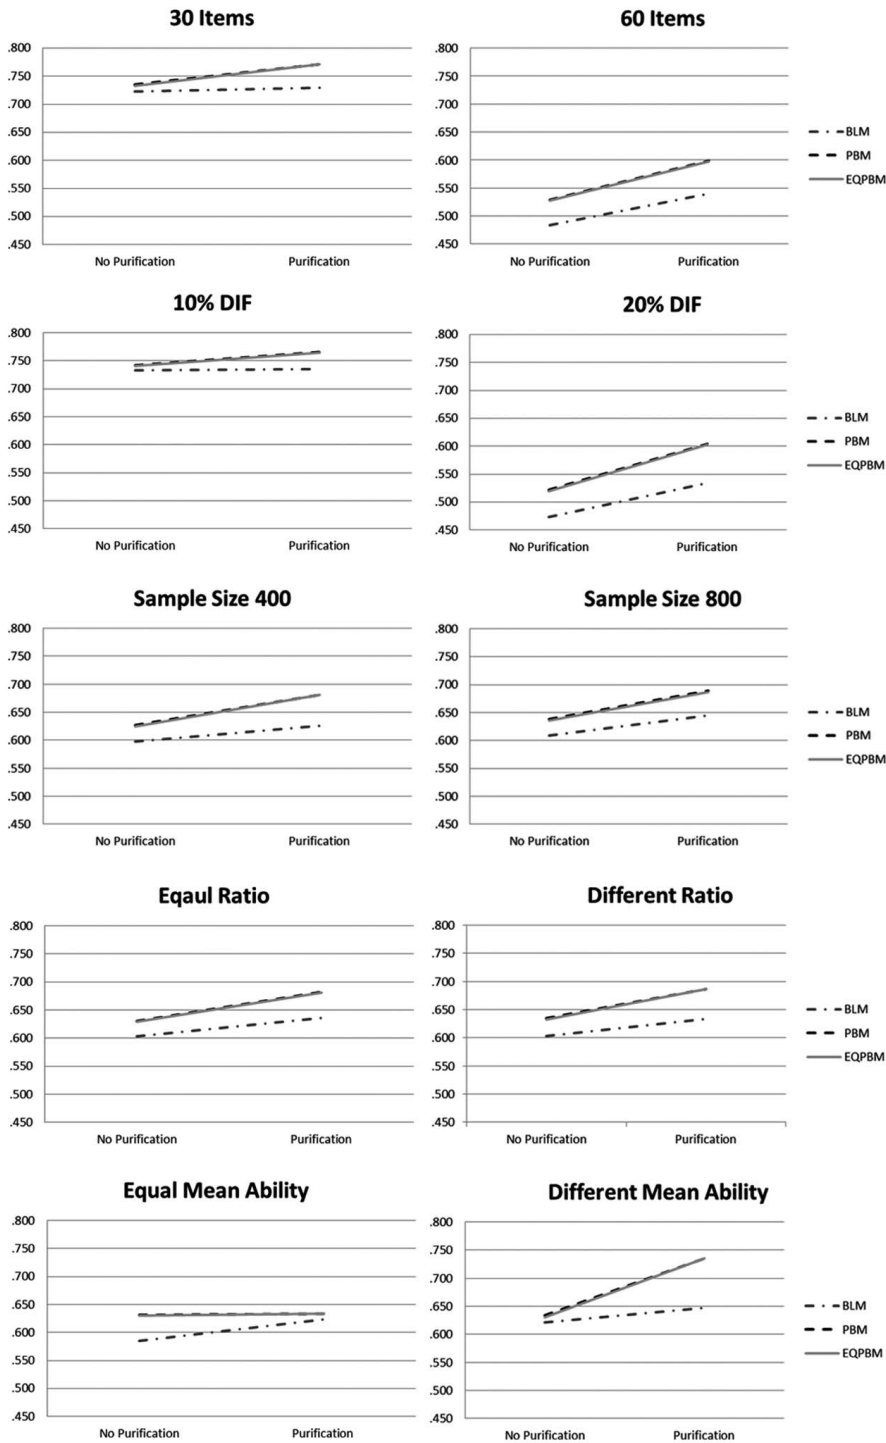 30 Items
.800
.750
.700
.650
.600
.550
.500
.450
No Purification Purification
60 Items
.800
.750
.700
.650
.600
.550
.500
.450
No Purification Purification
BLM
PBM
EQPBM
10% DIF
.800
.750
.700
.650
.600
.550
.500
.450
No Purification Purification
20% DIF
.800
.750
.700
.650
.600
.550
.500
.450
No Purification Purification
BLM
PBM
EQPBM
Sample Size 400
.800
.750
.700
.650
.600
.550
.500
.450
No Purification Purification
Sample Size 800
.800
.750
.700
.650
.600
.550
.500
.450
No Purification Purification
BLM
PBM
EQPBM
Eqaul Ratio
.800
.750
.700
.650
.600
.550
.500
.450
No Purification Purification
Different Ratio
.800
.750
.700
.650
.600
.550
.500
.450
No Purification Purification
BLM
PBM
EQPBM
Equal Mean Ability
.800
.750
.700
.650
.600
.550
.500
.450
No Purification Purification
Different Mean Ability
.800
.750
.700
.650
.600
.550
.500
.450
No Purification Purification
BLM
PBM
EQPBM